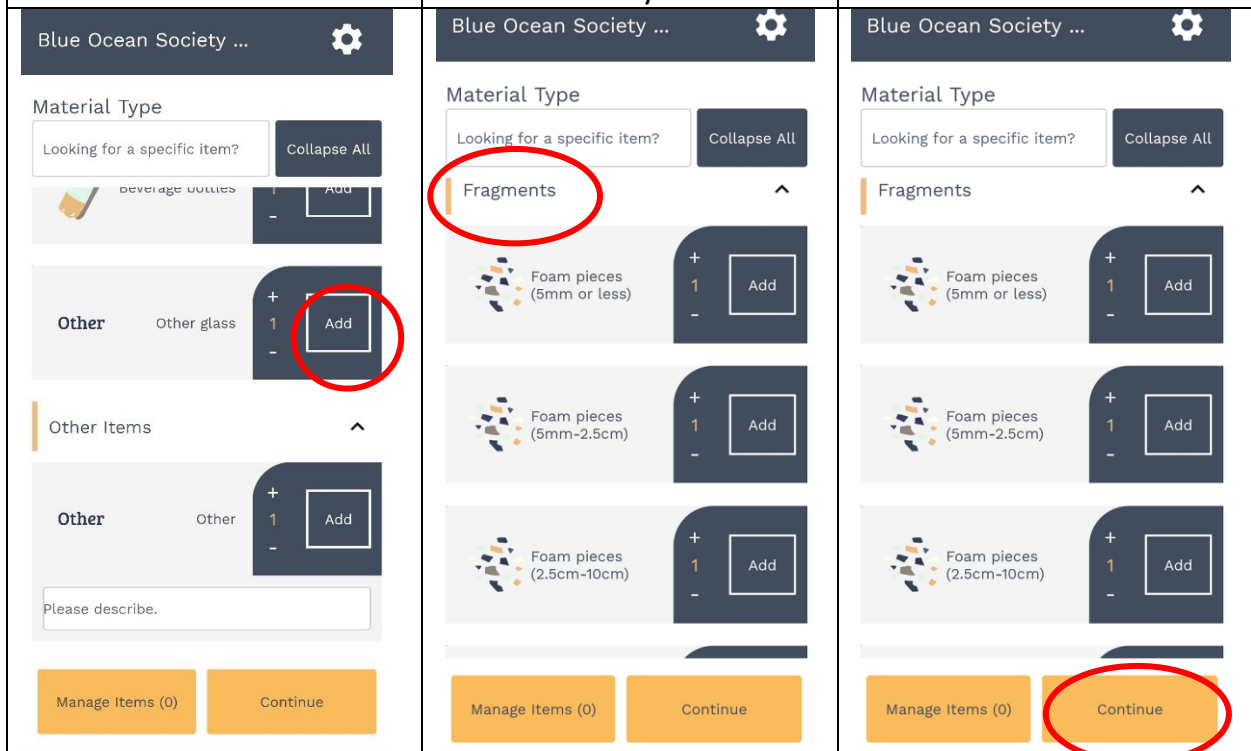 Blue Ocean Society ...
Material Type
Looking for a specific item?
Collapse All
Beverage bottles
1
Add
-
Other
Other glass
+
1
-
Add
Other Items
Other
Other
+
1
-
Add
Please describe.
Manage Items (0)
Continue
Blue Ocean Society ...
Material Type
Looking for a specific item?
Collapse All
Fragments
Foam pieces
(5mm or less)
+
1
-
Add
Foam pieces
(5mm-2.5cm)
+
1
-
Add
Foam pieces
(2.5cm-10cm)
+
1
-
Add
Manage Items (0)
Continue
Blue Ocean Society ...
Material Type
Looking for a specific item?
Collapse All
Fragments
Foam pieces
(5mm or less)
+
1
-
Add
Foam pieces
(5mm-2.5cm)
+
1
-
Add
Foam pieces
(2.5cm-10cm)
+
1
-
Add
Manage Items (0)
Continue